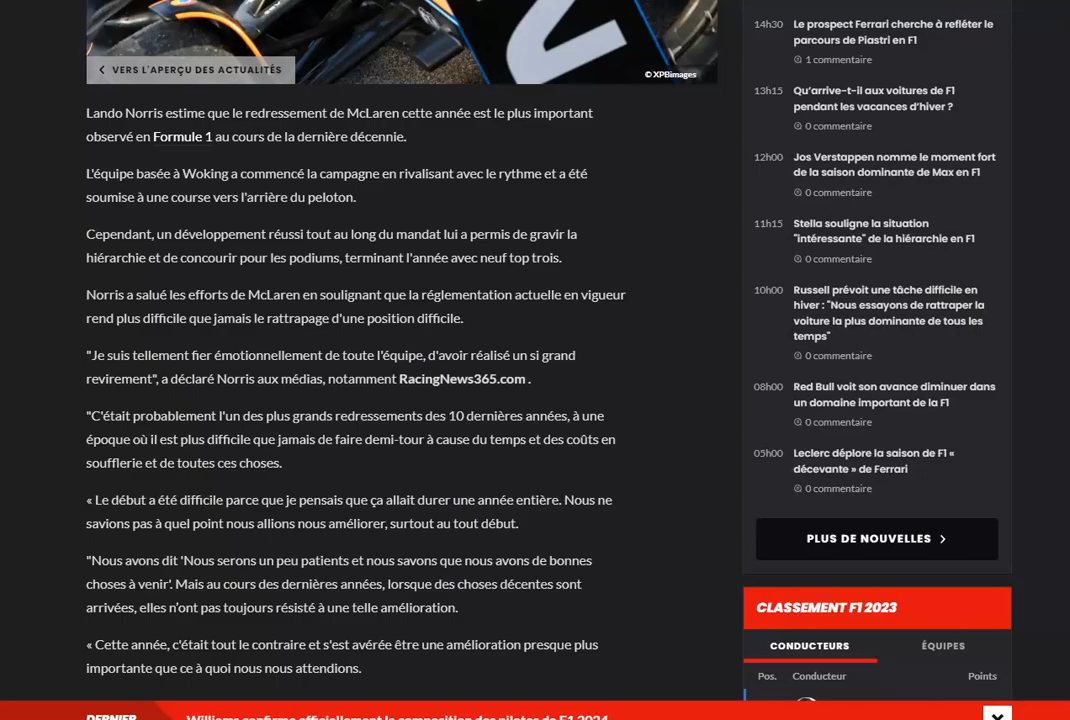 VERS L'APERÇU DES ACTUALITÉS
© XPBimages
Lando Norris estime que le redressement de McLaren cette année est le plus important
observé en Formule 1 au cours de la dernière décennie.
L'équipe basée à Woking a commencé la campagne en rivalisant avec le rythme et a été
soumise à une course vers l'arrière du peloton.
Cependant, un développement réussi tout au long du mandat lui a permis de gravir la
hiérarchie et de concourir pour les podiums, terminant l'année avec neuf top trois.
Norris a salué les efforts de McLaren en soulignant que la réglementation actuelle en vigueur
rend plus difficile que jamais le rattrapage d'une position difficile.
"Je suis tellement fier émotionnellement de toute l'équipe, d'avoir réalisé un si grand
revirement", a déclaré Norris aux médias, notamment RacingNews365.com .
"C'était probablement l'un des plus grands redressements des 10 dernières années, à une
époque où il est plus difficile que jamais de faire demi-tour à cause du temps et des coûts en
soufflerie et de toutes ces choses.
« Le début a été difficile parce que je pensais que ça allait durer une année entière. Nous ne
savions pas à quel point nous allions nous améliorer, surtout au tout début.
"Nous avons dit 'Nous serons un peu patients et nous savons que nous avons de bonnes
choses à venir'. Mais au cours des dernières années, lorsque des choses décentes sont
arrivées, elles n'ont pas toujours résisté à une telle amélioration.
« Cette année, c'était tout le contraire et s'est avérée être une amélioration presque plus
importante que ce à quoi nous nous attendions.
14h30 Le prospect Ferrari cherche à refléter le
parcours de Piastri en F1
1 commentaire
13h15 Qu'arrive-t-il aux voitures de F1
pendant les vacances d'hiver ?
0 commentaire
12h00 Jos Verstappen nomme le moment fort
de la saison dominante de Max en F1
0 commentaire
11h15 Stella souligne la situation
"intéressante" de la hiérarchie en F1
0 commentaire
10h00 Russell prévoit une tâche difficile en
hiver : "Nous essayons de rattraper la
voiture la plus dominante de tous les
temps"
0 commentaire
08h00 Red Bull voit son avance diminuer dans
un domaine important de la F1
0 commentaire
05h00 Leclerc déplore la saison de F1 «
décevante » de Ferrari
0 commentaire
PLUS DE NOUVELLES
CLASSEMENT F1 2023
CONDUCTEURS ÉQUIPES
Pos. Conducteur Points
DERNIER Williams confirme officiellement la composition des pilotes de F1 2024